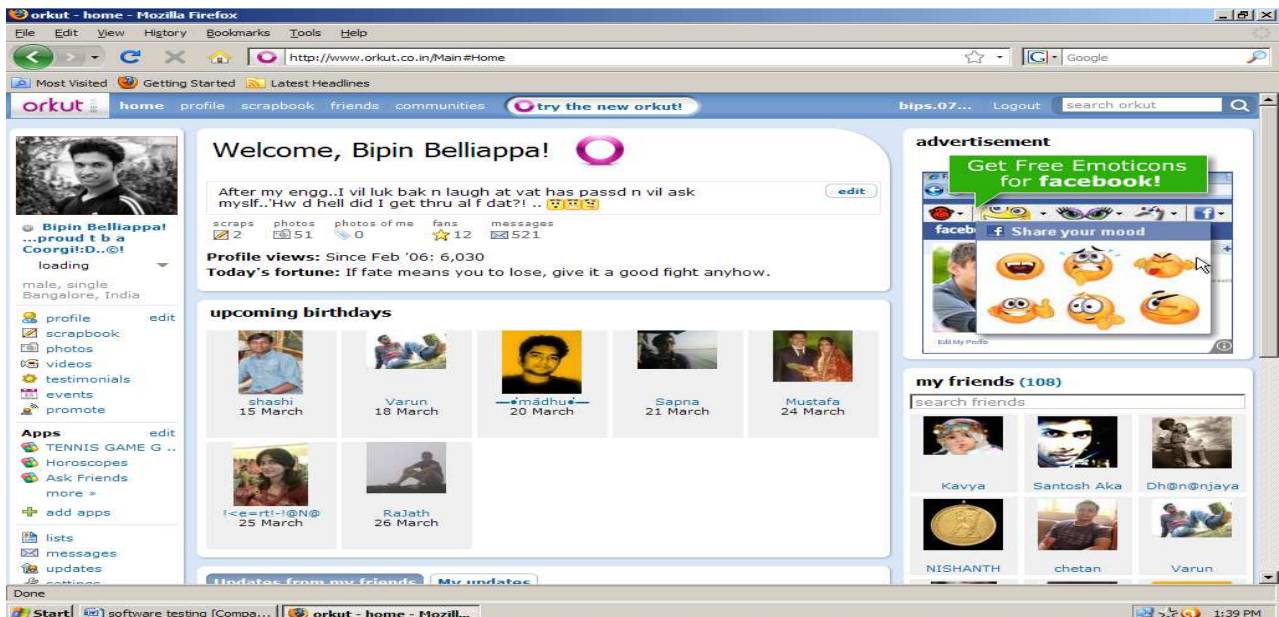 orkut - home - Mozilla Firefox
File Edit View History Bookmarks Tools Help
http://www.orkut.co.in/Main#Home
Google
Most Visited Getting Started Latest Headlines
orkut home profile scrapbook friends communities try the new orkut! bips.07... Logout search orkut
Bipin Belliappa!
...proud t b a
Coorgi!:D..©!
loading
male, single
Bangalore, India
profile edit
scrapbook
photos
videos
testimonials
events
promote
Apps edit
TENNIS GAME G ..
Horoscopes
Ask Friends
more »
add apps
lists
messages
updates
settings
Welcome, Bipin Belliappa!
After my engg..I vil luk bak n laugh at vat has passd n vil ask
myslf..'Hw d hell did I get thru al f dat?! ..
edit
scraps photos photos of me fans messages
2 51 0 12 521
Profile views: Since Feb '06: 6,030
Today's fortune: If fate means you to lose, give it a good fight anyhow.
upcoming birthdays
shashi Varun mádhu Sapna Mustafa
15 March 18 March 20 March 21 March 24 March
!<e=rt!-!@N@ RaJath
25 March 26 March
Updates from my friends My updates
advertisement
Get Free Emoticons
for facebook!
faceb
Share your mood
Edit My Profile
my friends (108)
search friends
Kavya Santosh Aka Dh@n@njaya
NISHANTH chetan Varun
Done
Start software testing [Compa... orkut - home - Mozill... 1:39 PM